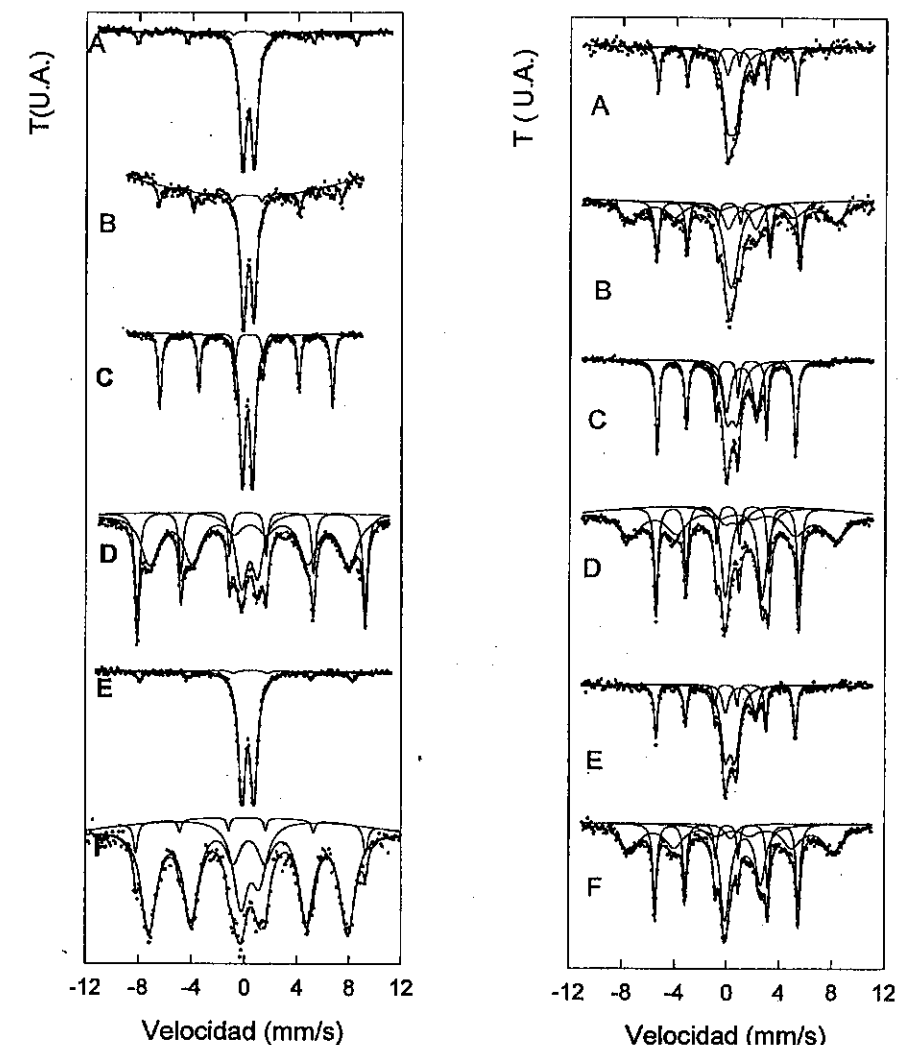 T(U.A.)
A
B
C
D
E
F
-12 -8 -4 0 4 8 12
Velocidad (mm/s)
T ( U.A.)
A
B
C
D
E
F
-12 -8 -4 0 4 8 12
Velocidad (mm/s)